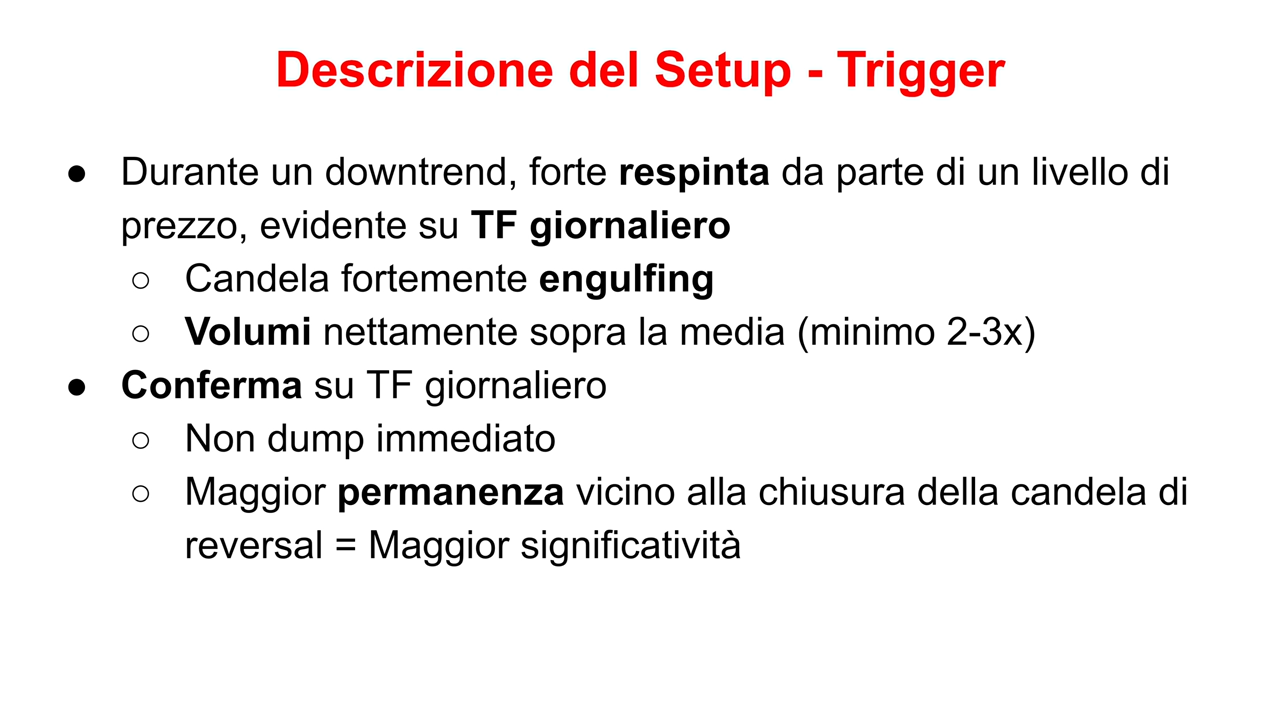 Descrizione del Setup - Trigger
● Durante un downtrend, forte respinta da parte di un livello di
prezzo, evidente su TF giornaliero
○ Candela fortemente engulfing
○ Volumi nettamente sopra la media (minimo 2-3x)
● Conferma su TF giornaliero
○ Non dump immediato
○ Maggior permanenza vicino alla chiusura della candela di
reversal = Maggior significatività